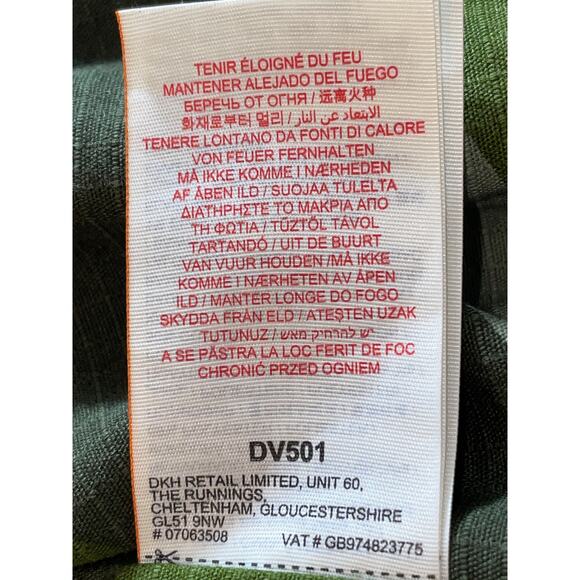 TENIR ÉLOIGNÉ DU FEU
MANTENER ALEJADO DEL FUEGO
БЕРЕЧЬ ОТ ОГНЯ / 远离火种
화재로부터 멀리 / الابتعاد عن النار
TENERE LONTANO DA FONTI DI CALORE
VON FEUER FERNHALTEN
MÅ IKKE KOMME I NÆRHEDEN
AF ÅBEN ILD / SUOJAA TULELTA
ΔΙΑΤΗΡΗΣΤΕ ΤΟ ΜΑΚΡΙΑ ΑΠΟ
ΤΗ ΦΩΤΙΑ / TŰZTŐL TÁVOL
TARTANDÓ / UIT DE BUURT
VAN VUUR HOUDEN / MÅ IKKE
KOMME I NÆRHETEN AV ÅPEN
ILD / MANTER LONGE DO FOGO
SKYDDA FRÅN ELD / ATEŞTEN UZAK
TUTUNUZ / יש להרחיק מאש"
A SE PĂSTRA LA LOC FERIT DE FOC
CHRONIĆ PRZED OGNIEM
DV501
DKH RETAIL LIMITED, UNIT 60,
THE RUNNINGS,
CHELTENHAM, GLOUCESTERSHIRE
GL51 9NW
# 07063508 VAT # GB974823775